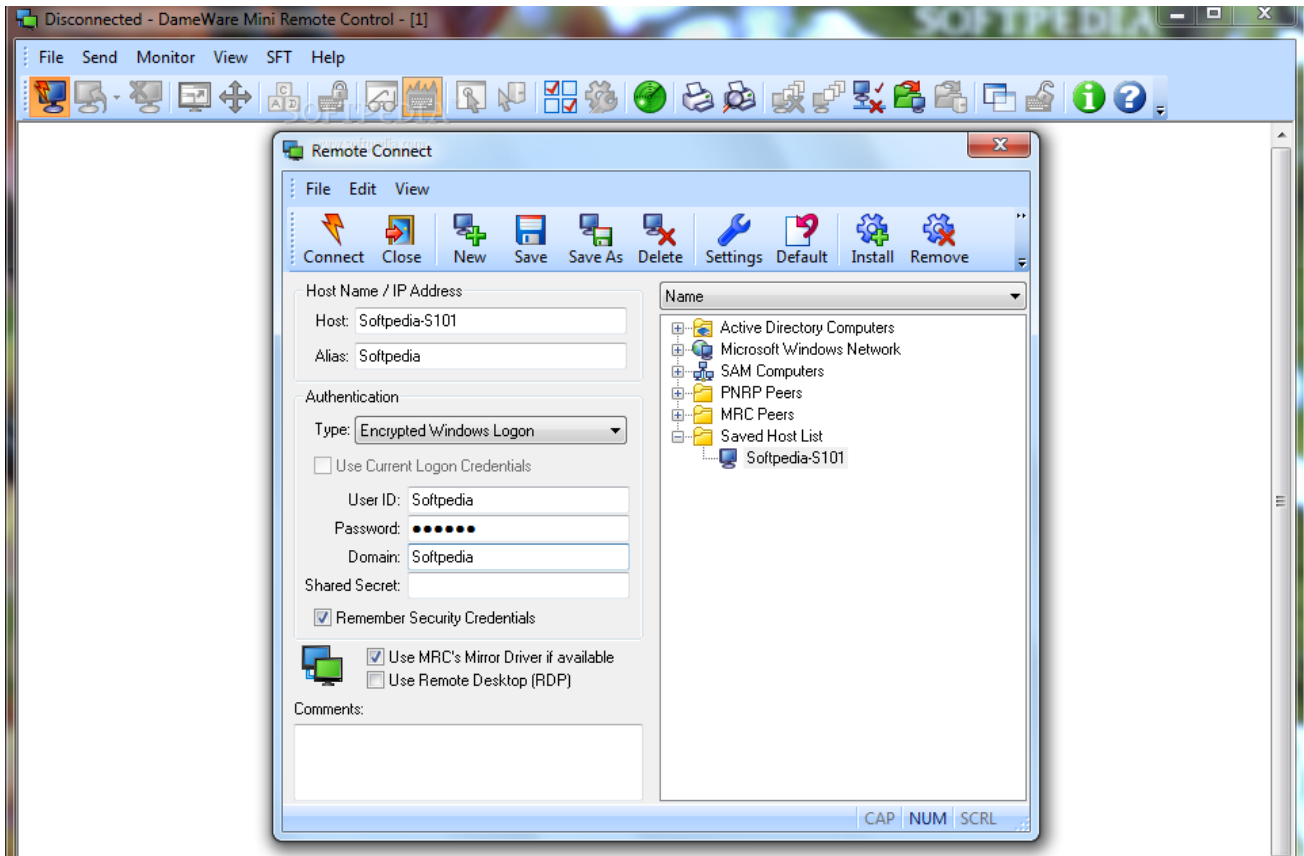 Disconnected - DameWare Mini Remote Control - [1]
SOFTPEDIA
File Send Monitor View SFT Help
SOFTPEDIA
www.softpedia.com
Remote Connect
File Edit View
Connect Close New Save Save As Delete Settings Default Install Remove
Host Name / IP Address
Host: Softpedia-S101
Alias: Softpedia
Authentication
Type: Encrypted Windows Logon
Use Current Logon Credentials
User ID: Softpedia
Password: ●●●●●●
Domain: Softpedia
Shared Secret:
Remember Security Credentials
Use MRC's Mirror Driver if available
Use Remote Desktop (RDP)
Comments:
Name
Active Directory Computers
Microsoft Windows Network
SAM Computers
PNRP Peers
MRC Peers
Saved Host List
Softpedia-S101
CAP NUM SCRL